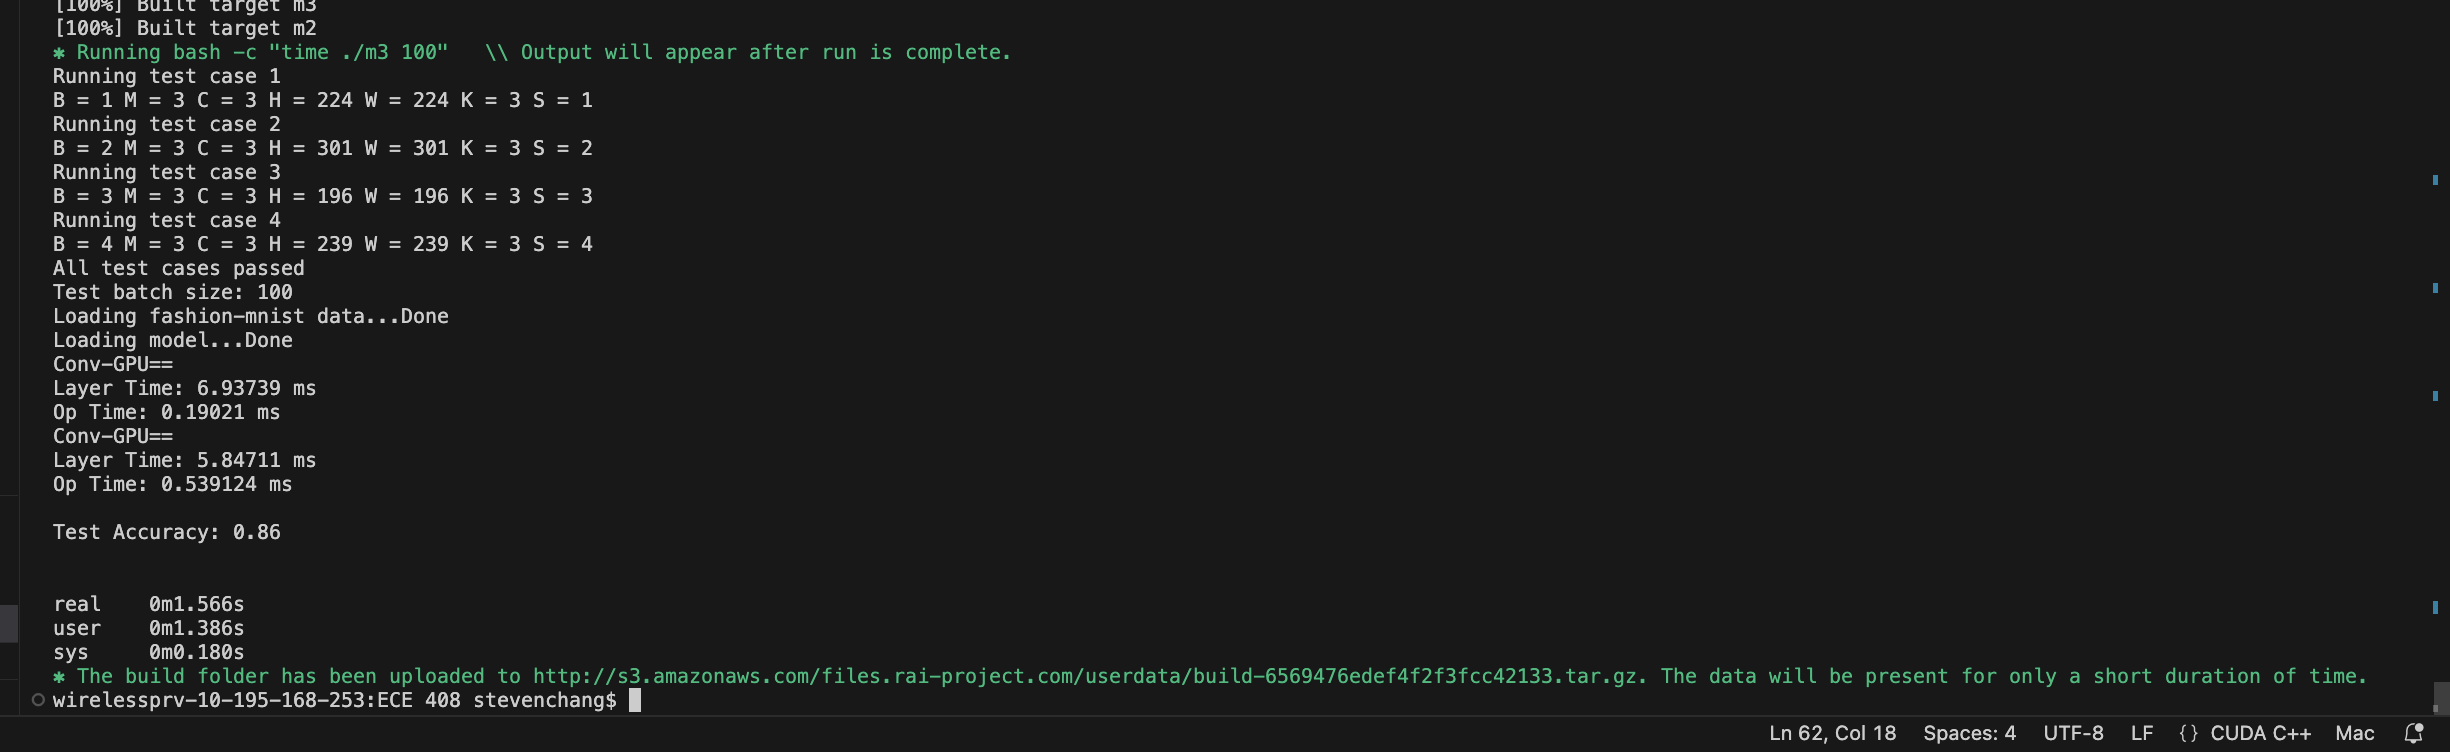 [100%] Built target m3
[100%] Built target m2
✱ Running bash -c "time ./m3 100"   \\ Output will appear after run is complete.
Running test case 1
B = 1 M = 3 C = 3 H = 224 W = 224 K = 3 S = 1
Running test case 2
B = 2 M = 3 C = 3 H = 301 W = 301 K = 3 S = 2
Running test case 3
B = 3 M = 3 C = 3 H = 196 W = 196 K = 3 S = 3
Running test case 4
B = 4 M = 3 C = 3 H = 239 W = 239 K = 3 S = 4
All test cases passed
Test batch size: 100
Loading fashion-mnist data...Done
Loading model...Done
Conv-GPU==
Layer Time: 6.93739 ms
Op Time: 0.19021 ms
Conv-GPU==
Layer Time: 5.84711 ms
Op Time: 0.539124 ms
Test Accuracy: 0.86
real    0m1.566s
user    0m1.386s
sys     0m0.180s
✱ The build folder has been uploaded to http://s3.amazonaws.com/files.rai-project.com/userdata/build-6569476edef4f2f3fcc42133.tar.gz. The data will be present for only a short duration of time.
wirelessprv-10-195-168-253:ECE 408 stevenchang$
Ln 62, Col 18   Spaces: 4   UTF-8   LF   {} CUDA C++   Mac